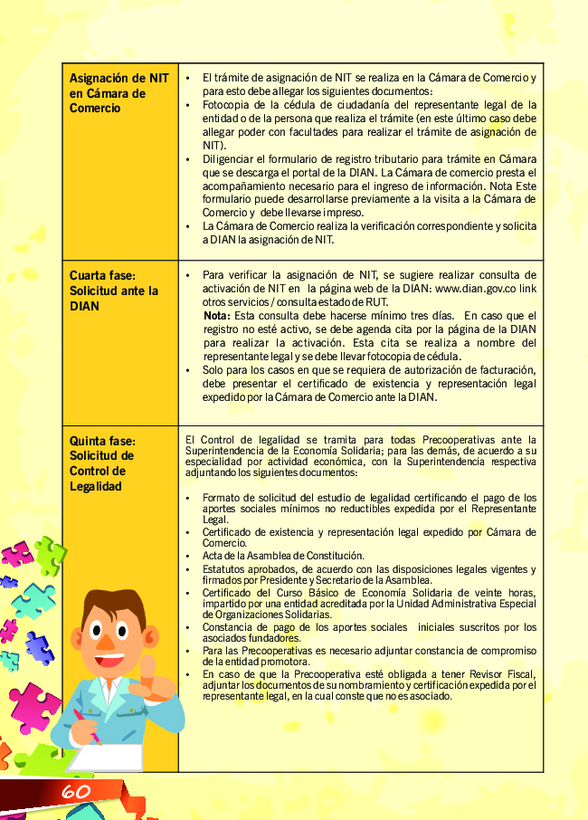 Asignación de NIT
en Cámara de
Comercio
• El trámite de asignación de NIT se realiza en la Cámara de Comercio y
para esto debe allegar los siguientes documentos:
• Fotocopia de la cédula de ciudadanía del representante legal de la
entidad o de la persona que realiza el trámite (en este último caso debe
allegar poder con facultades para realizar el trámite de asignación de
NIT).
• Diligenciar el formulario de registro tributario para trámite en Cámara
que se descarga el portal de la DIAN. La Cámara de comercio presta el
acompañamiento necesario para el ingreso de información. Nota Este
formulario puede desarrollarse previamente a la visita a la Cámara de
Comercio y debe llevarse impreso.
• La Cámara de Comercio realiza la verificación correspondiente y solicita
a DIAN la asignación de NIT.
Cuarta fase:
Solicitud ante la
DIAN
• Para verificar la asignación de NIT, se sugiere realizar consulta de
activación de NIT en la página web de la DIAN: www.dian.gov.co link
otros servicios / consulta estado de RUT.
Nota: Esta consulta debe hacerse mínimo tres días. En caso que el
registro no esté activo, se debe agenda cita por la página de la DIAN
para realizar la activación. Esta cita se realiza a nombre del
representante legal y se debe llevar fotocopia de cédula.
• Solo para los casos en que se requiera de autorización de facturación,
debe presentar el certificado de existencia y representación legal
expedido por la Cámara de Comercio ante la DIAN.
Quinta fase:
Solicitud de
Control de
Legalidad
El Control de legalidad se tramita para todas Precooperativas ante la
Superintendencia de la Economía Solidaria; para las demás, de acuerdo a su
especialidad por actividad económica, con la Superintendencia respectiva
adjuntando los siguientes documentos:
• Formato de solicitud del estudio de legalidad certificando el pago de los
aportes sociales mínimos no reductibles expedida por el Representante
Legal.
• Certificado de existencia y representación legal expedido por Cámara de
Comercio.
• Acta de la Asamblea de Constitución.
• Estatutos aprobados, de acuerdo con las disposiciones legales vigentes y
firmados por Presidente y Secretario de la Asamblea.
• Certificado del Curso Básico de Economía Solidaria de veinte horas,
impartido por una entidad acreditada por la Unidad Administrativa Especial
de Organizaciones Solidarias.
• Constancia de pago de los aportes sociales iniciales suscritos por los
asociados fundadores.
• Para las Precooperativas es necesario adjuntar constancia de compromiso
de la entidad promotora.
• En caso de que la Precooperativa esté obligada a tener Revisor Fiscal,
adjuntar los documentos de su nombramiento y certificación expedida por el
representante legal, en la cual conste que no es asociado.
60